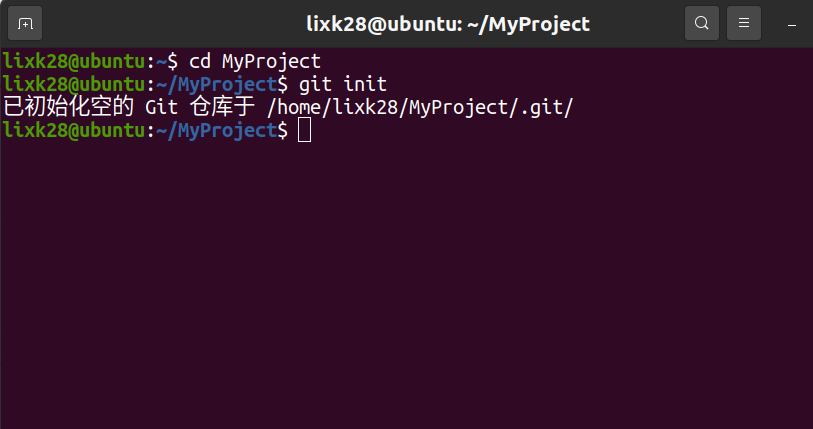 lixk28@ubuntu: ~/MyProject
lixk28@ubuntu:~$ cd MyProject
lixk28@ubuntu:~/MyProject$ git init
已初始化空的 Git 仓库于 /home/lixk28/MyProject/.git/
lixk28@ubuntu:~/MyProject$